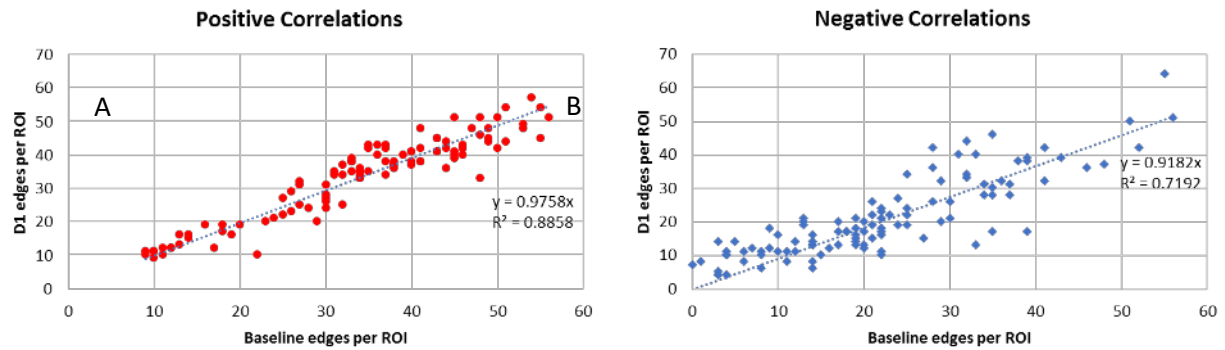 Positive Correlations
D1 edges per ROI
70
60
50
40
30
20
10
0
A
B
y = 0.9758x
R² = 0.8858
0 10 20 30 40 50 60
Baseline edges per ROI
Negative Correlations
D1 edges per ROI
70
60
50
40
30
20
10
0
y = 0.9182x
R² = 0.7192
0 10 20 30 40 50 60
Baseline edges per ROI